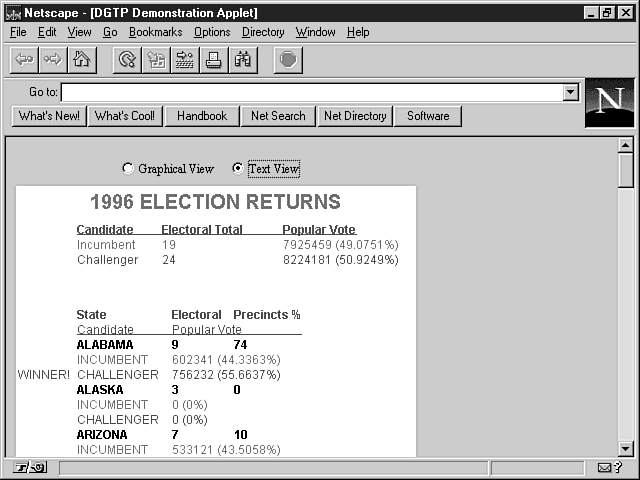 Netscape - [DGTP Demonstration Applet]
File Edit View Go Bookmarks Options Directory Window Help
Go to:
N
What's New! What's Cool! Handbook Net Search Net Directory Software
Graphical View Text View
1996 ELECTION RETURNS
Candidate Electoral Total Popular Vote
Incumbent 19 7925459 (49.0751%)
Challenger 24 8224181 (50.9249%)
State Electoral Precincts %
Candidate Popular Vote
ALABAMA 9 74
INCUMBENT 602341 (44.3363%)
WINNER! CHALLENGER 756232 (55.6637%)
ALASKA 3 0
INCUMBENT 0 (0%)
CHALLENGER 0 (0%)
ARIZONA 7 10
INCUMBENT 533121 (43.5058%)
?